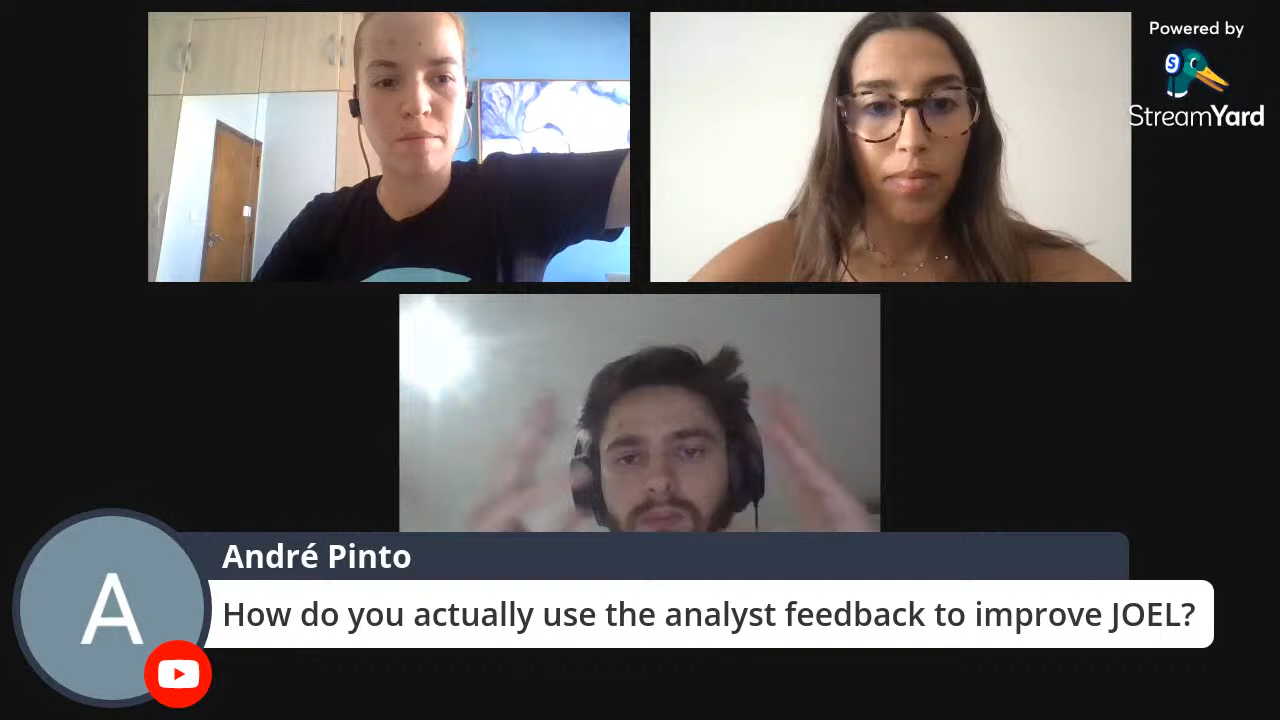 Powered by
S
StreamYard
A
André Pinto
How do you actually use the analyst feedback to improve JOEL?